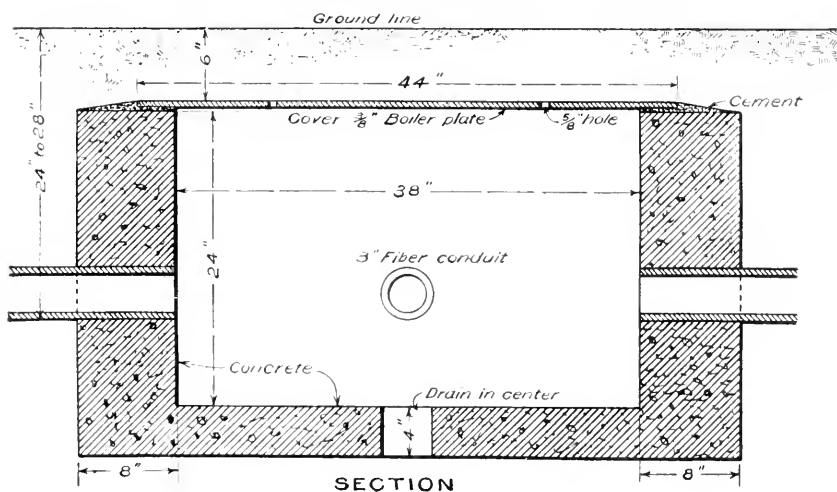 Ground line
6"
44"
Cement
Cover 3/8" Boiler plate
5/8" hole
24" to 28"
38"
24"
3" Fiber conduit
Concrete
Drain in center
4"
8"
8"
SECTION